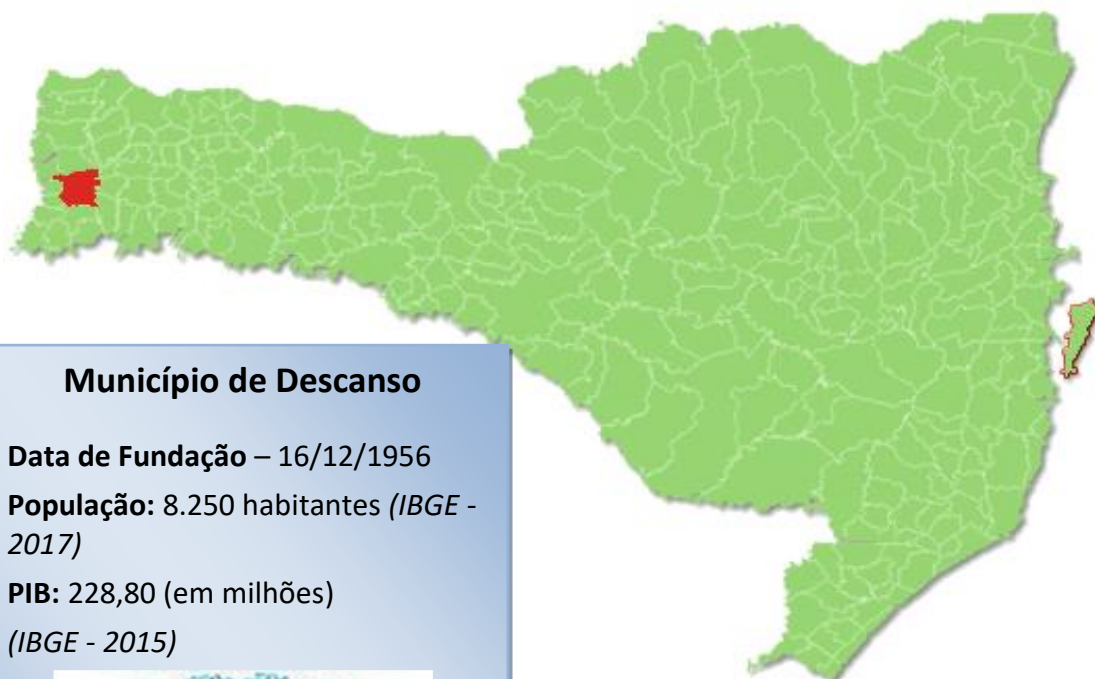 Município de Descanso
Data de Fundação – 16/12/1956
População: 8.250 habitantes (IBGE -
2017)
PIB: 228,80 (em milhões)
(IBGE - 2015)